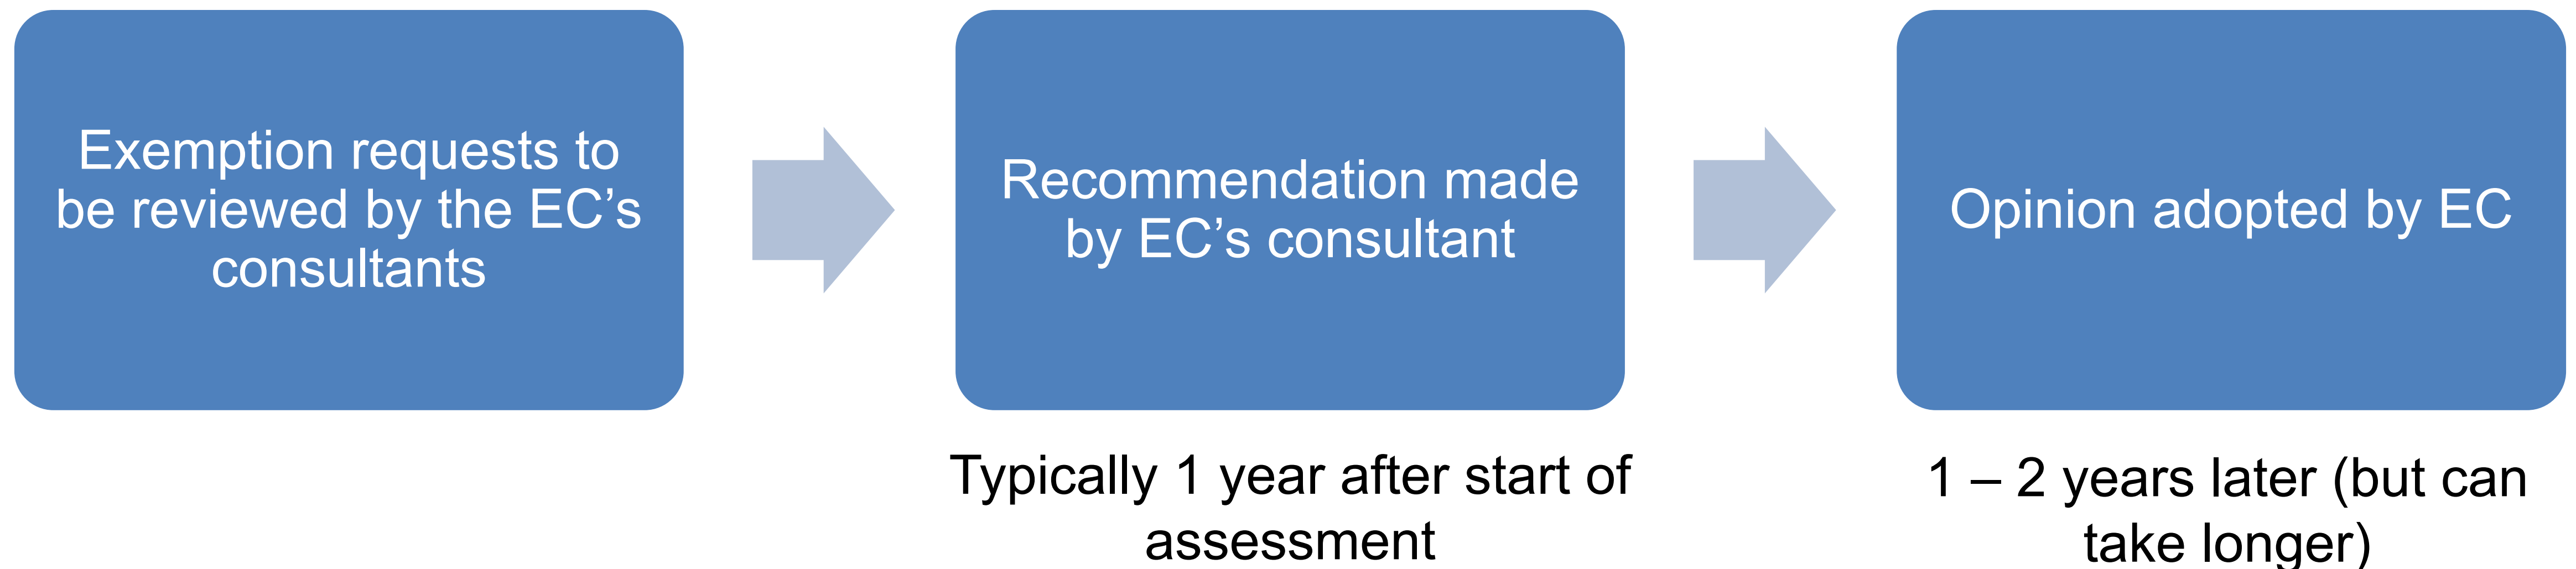 Exemption requests to
be reviewed by the EC’s
consultants
Recommendation made
by EC’s consultant
Opinion adopted by EC
Typically 1 year after start of
assessment
1 – 2 years later (but can
take longer)